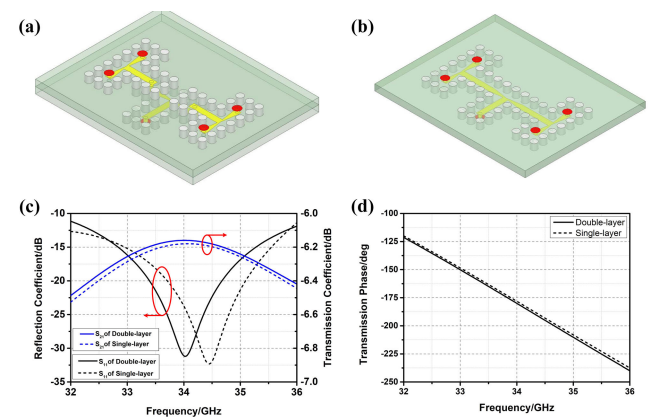 (a)
(b)
(c)
-10
-15
-20
-25
-30
-35
-6.0
-6.2
-6.4
-6.6
-6.8
-7.0
32
33
34
35
36
Reflection Coefficient/dB
Transmission Coefficient/dB
Frequency/GHz
S21 of Double-layer
S21 of Single-layer
S11 of Double-layer
S11 of Single-layer
(d)
-100
-125
-150
-175
-200
-225
-250
32
33
34
35
36
Transmission Phase/deg
Frequency/GHz
Double-layer
Single-layer